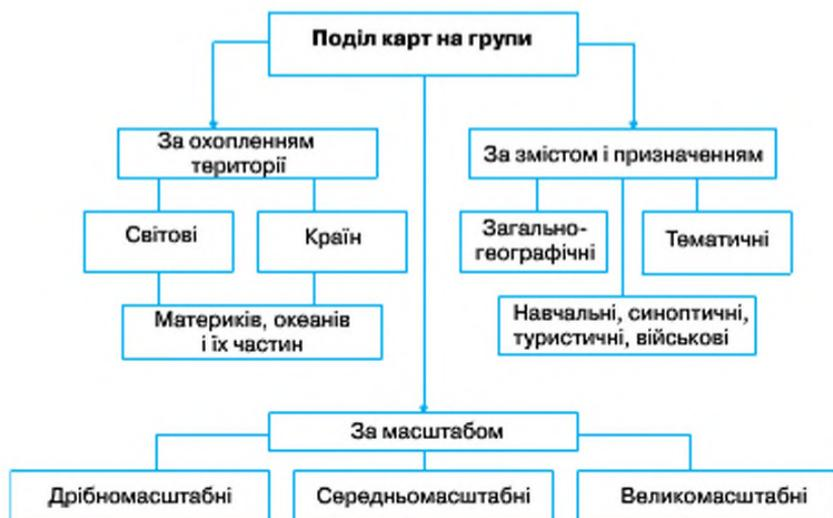 Поділ карт на групи
За охопленням
території
За змістом і призначенням
Світові
Країн
Загально-
географічні
Тематичні
Материків, океанів
і їх частин
Навчальні, синоптичні,
туристичні, військові
За масштабом
Дрібномасштабні
Середньомасштабні
Великомасштабні